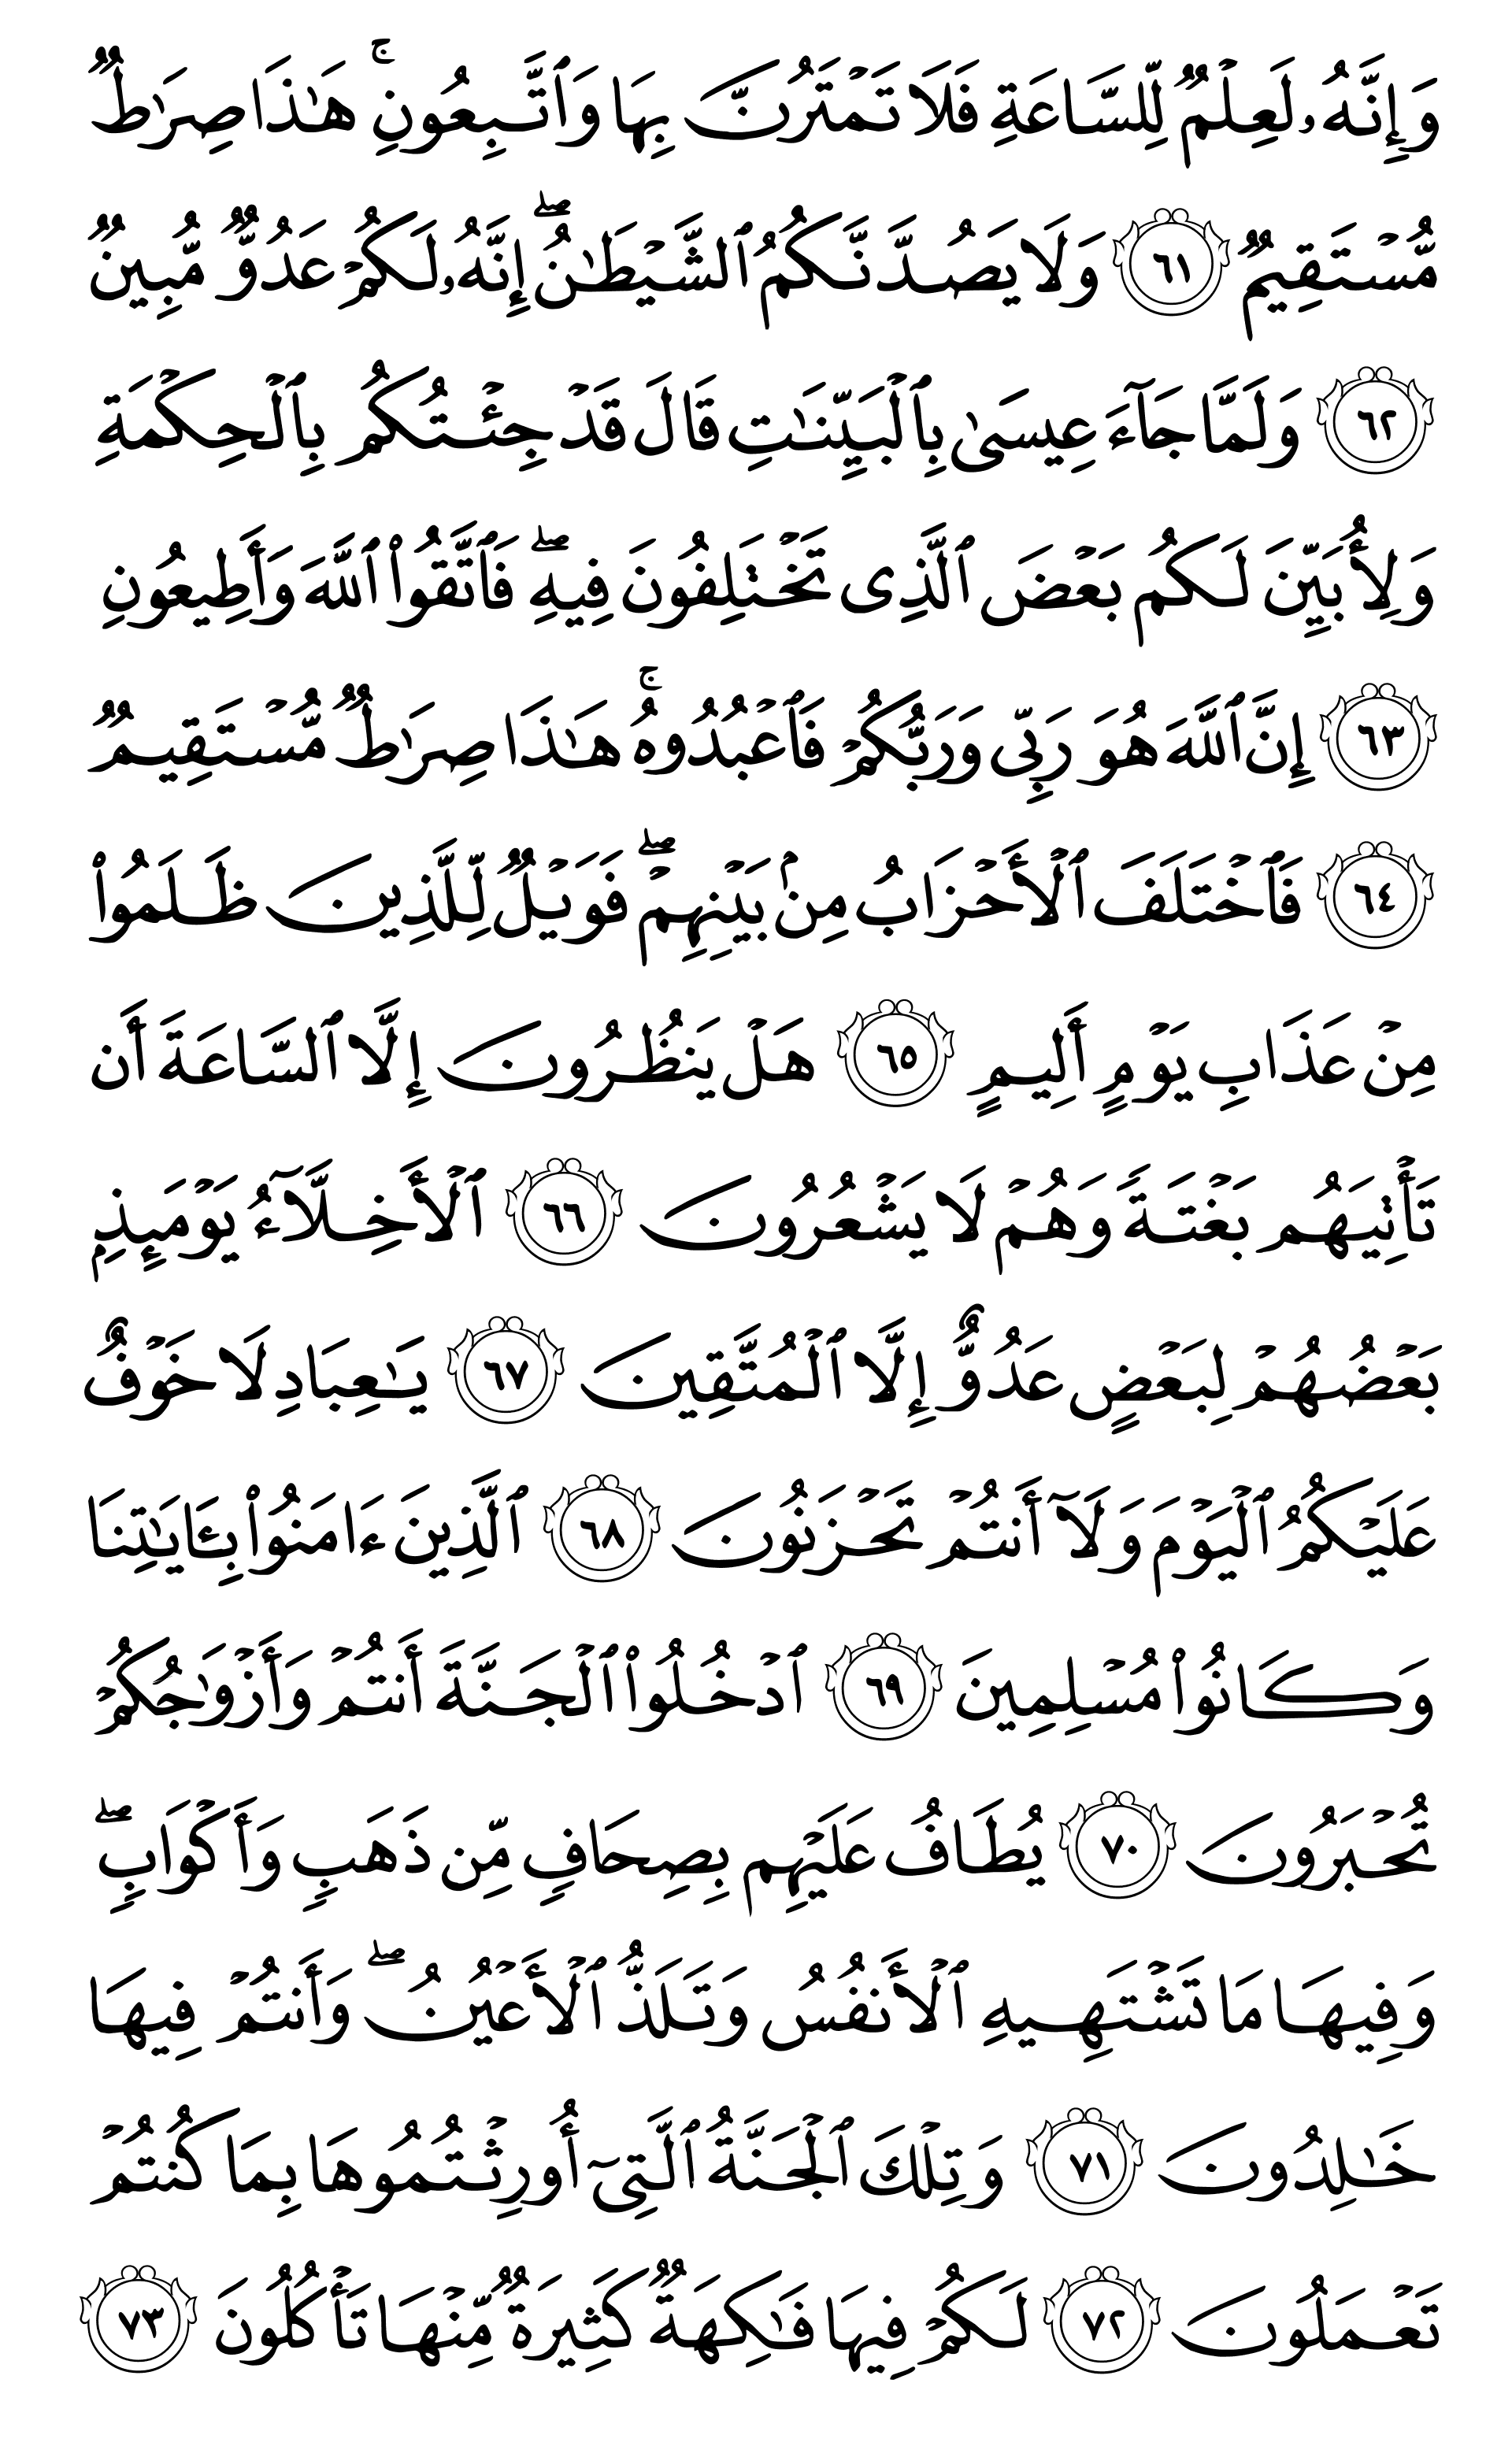 وَإِنَّهُۥ لَعِلۡمٌ لِّلسَّاعَةِ فَلَا تَمۡتَرُنَّ بِهَا وَٱتَّبِعُونِۚ هَٰذَا صِرَٰطٌ
مُّسۡتَقِيمٌ ٦١ وَلَا يَصُدَّنَّكُمُ ٱلشَّيۡطَٰنُۖ إِنَّهُۥ لَكُمۡ عَدُوٌّ مُّبِينٌ
٦٢ وَلَمَّا جَآءَ عِيسَىٰ بِٱلۡبَيِّنَٰتِ قَالَ قَدۡ جِئۡتُكُم بِٱلۡحِكۡمَةِ
وَلِأُبَيِّنَ لَكُم بَعۡضَ ٱلَّذِى تَخۡتَلِفُونَ فِيهِۖ فَٱتَّقُوا۟ ٱللَّهَ وَأَطِيعُونِ
٦٣ إِنَّ ٱللَّهَ هُوَ رَبِّى وَرَبُّكُمۡ فَٱعۡبُدُوهُۚ هَٰذَا صِرَٰطٌ مُّسۡتَقِيمٌ
٦٤ فَٱخۡتَلَفَ ٱلۡأَحۡزَابُ مِنۢ بَيۡنِهِمۡۖ فَوَيۡلٌ لِّلَّذِينَ ظَلَمُوا۟
مِنۡ عَذَابِ يَوۡمٍ أَلِيمٍ ٦٥ هَلۡ يَنظُرُونَ إِلَّا ٱلسَّاعَةَ أَن
تَأۡتِيَهُم بَغۡتَةً وَهُمۡ لَا يَشۡعُرُونَ ٦٦ ٱلۡأَخِلَّآءُ يَوۡمَئِذِۭ
بَعۡضُهُمۡ لِبَعۡضٍ عَدُوٌّ إِلَّا ٱلۡمُتَّقِينَ ٦٧ يَٰعِبَادِ لَا خَوۡفٌ
عَلَيۡكُمُ ٱلۡيَوۡمَ وَلَآ أَنتُمۡ تَحۡزَنُونَ ٦٨ ٱلَّذِينَ ءَامَنُوا۟ بِـَٔايَٰتِنَا
وَكَانُوا۟ مُسۡلِمِينَ ٦٩ ٱدۡخُلُوا۟ ٱلۡجَنَّةَ أَنتُمۡ وَأَزۡوَٰجُكُمۡ
تُحۡبَرُونَ ٧٠ يُطَافُ عَلَيۡهِم بِصِحَافٍ مِّن ذَهَبٍ وَأَكۡوَابٍۖ
وَفِيهَا مَا تَشۡتَهِيهِ ٱلۡأَنفُسُ وَتَلَذُّ ٱلۡأَعۡيُنُۖ وَأَنتُمۡ فِيهَا
خَٰلِدُونَ ٧١ وَتِلۡكَ ٱلۡجَنَّةُ ٱلَّتِىٓ أُورِثۡتُمُوهَا بِمَا كُنتُمۡ
تَعۡمَلُونَ ٧٢ لَكُمۡ فِيهَا فَٰكِهَةٌ كَثِيرَةٌ مِّنۡهَا تَأۡكُلُونَ ٧٣